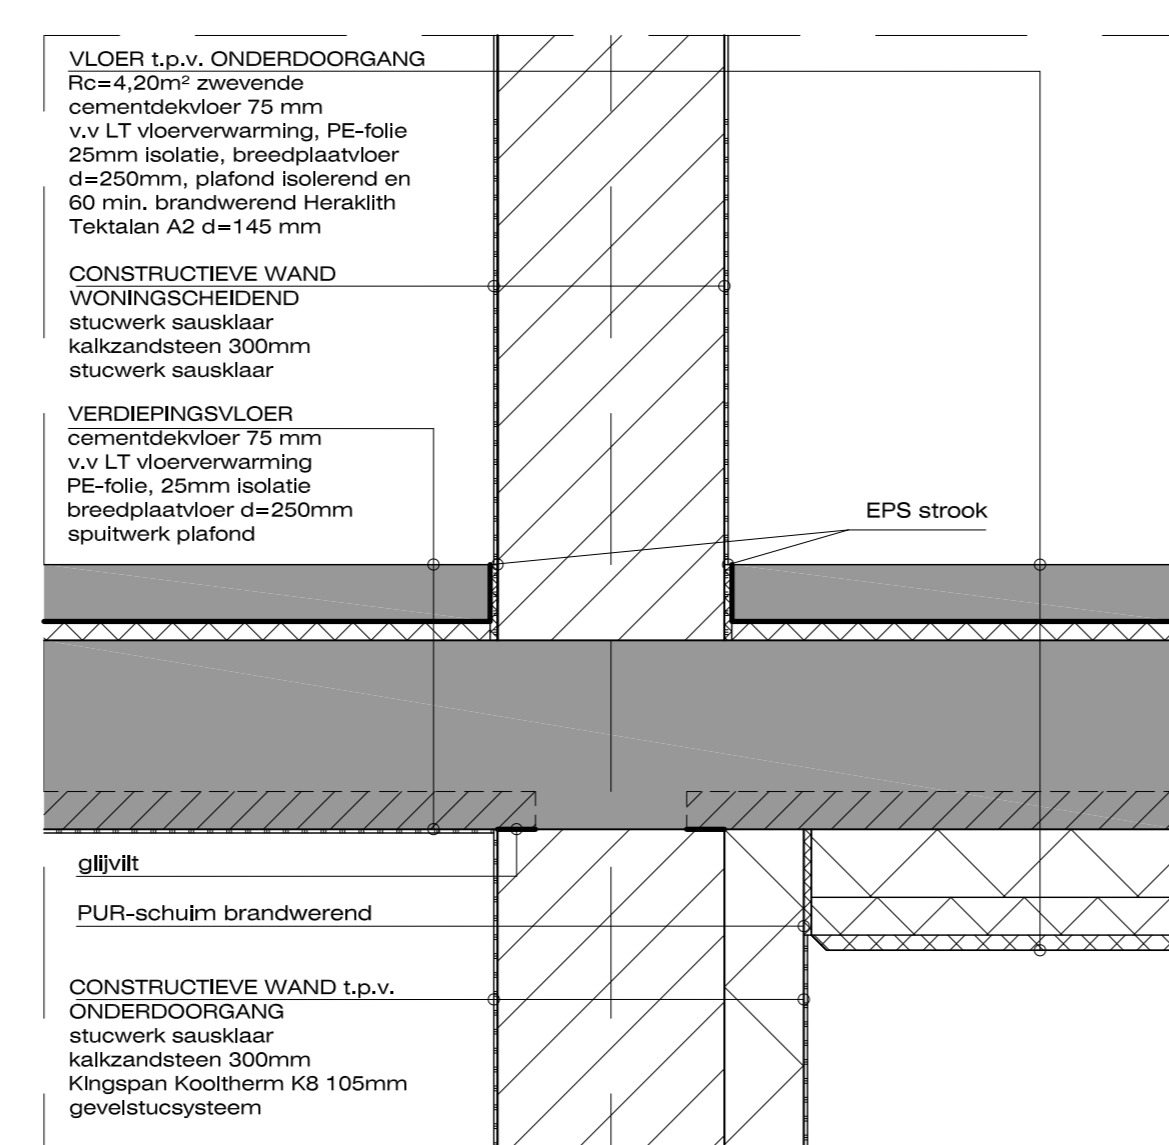 VLOER t.p.v. ONDERDOORGANG
Rc=4,20m² zwevende
cementdekvloer 75 mm
v.v LT vloerverwarming, PE-folie
25mm isolatie, breedplaatvloer
d=250mm, plafond isolerend en
60 min. brandwerend Heraklith
Tektalan A2 d=145 mm
CONSTRUCTIEVE WAND
WONINGSCHEIDEND
stucwerk sausklaar
kalkzandsteen 300mm
stucwerk sausklaar
VERDIEPINGSVLOER
cementdekvloer 75 mm
v.v LT vloerverwarming
PE-folie, 25mm isolatie
breedplaatvloer d=250mm
spuitwerk plafond
EPS strook
glijvilt
PUR-schuim brandwerend
CONSTRUCTIEVE WAND t.p.v.
ONDERDOORGANG
stucwerk sausklaar
kalkzandsteen 300mm
KIngspan Kooltherm K8 105mm
gevelstucsysteem